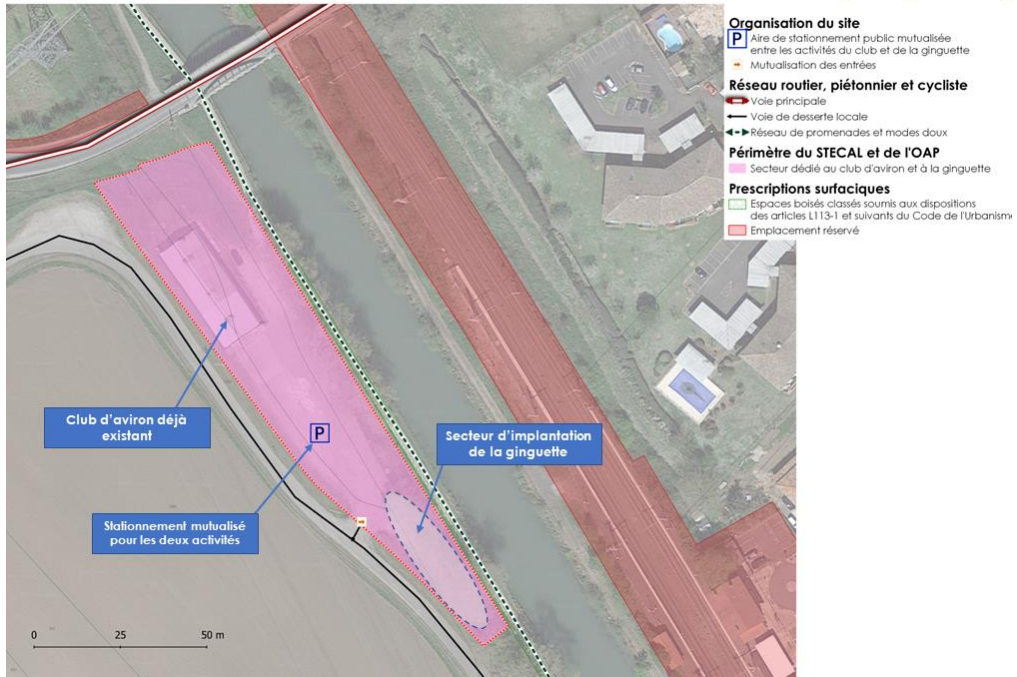 Organisation du site
P Aire de stationnement public mutualisée
entre les activités du club et de la ginguette
Mutualisation des entrées
Réseau routier, piétonnier et cycliste
Voie principale
Voie de desserte locale
Réseau de promenades et modes doux
Périmètre du STECAL et de l'OAP
Secteur dédié au club d'aviron et à la ginguette
Prescriptions surfaciques
Espaces boisés classés soumis aux dispositions
des articles L113-1 et suivants du Code de l'Urbanisme
Emplacement réservé
Club d'aviron déjà
existant
P
Secteur d'implantation
de la ginguette
Stationnement mutualisé
pour les deux activités
0 25 50 m